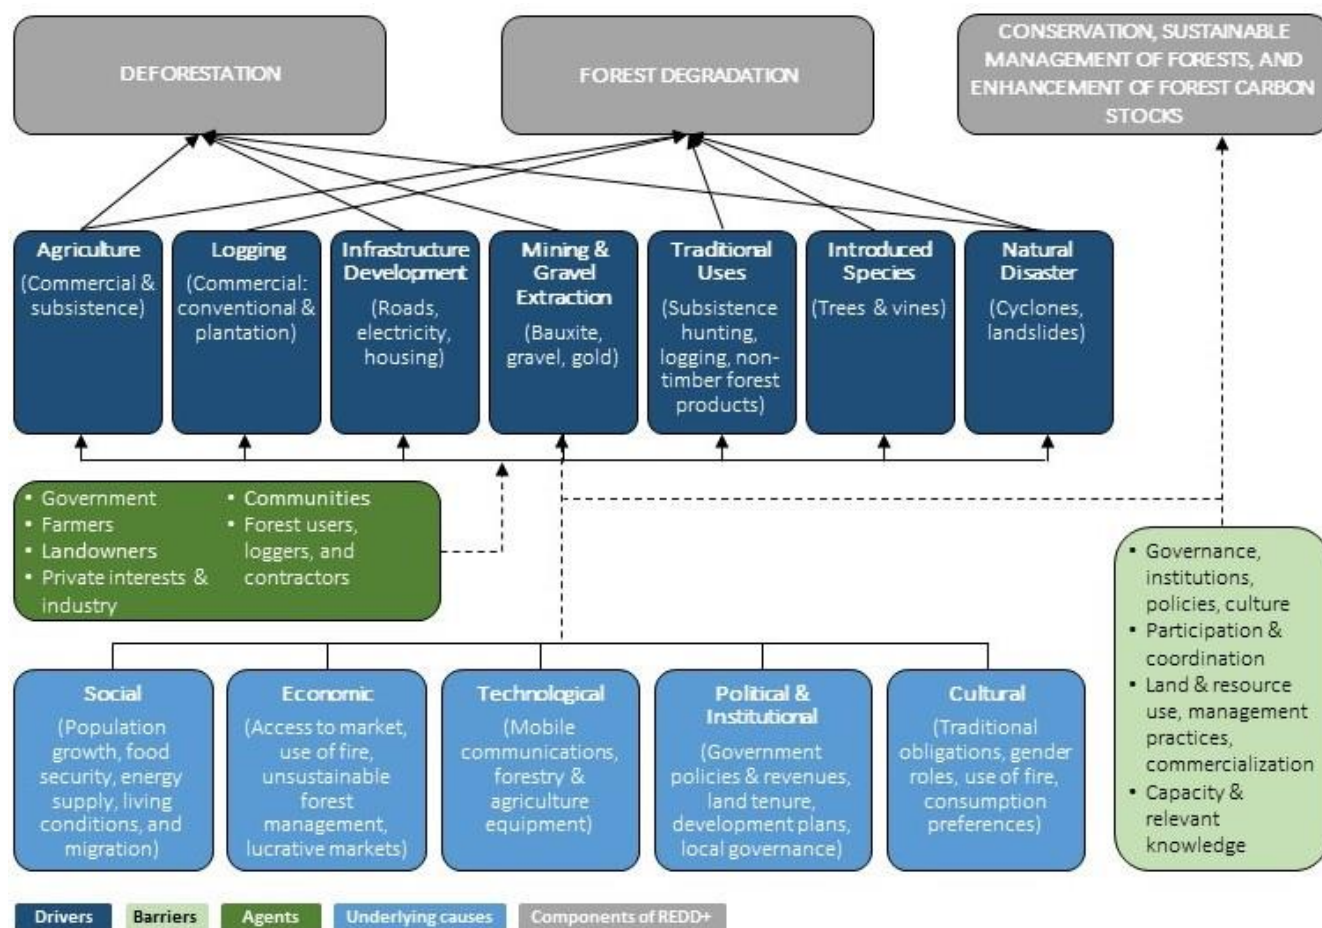 DEFORESTATION
FOREST DEGRADATION
CONSERVATION, SUSTAINABLE
MANAGEMENT OF FORESTS, AND
ENHANCEMENT OF FOREST CARBON
STOCKS
Agriculture
(Commercial &
subsistence)
Logging
(Commercial:
conventional &
plantation)
Infrastructure
Development
(Roads,
electricity,
housing)
Mining &
Gravel
Extraction
(Bauxite,
gravel, gold)
Traditional
Uses
(Subsistence
hunting,
logging, non-
timber forest
products)
Introduced
Species
(Trees & vines)
Natural
Disaster
(Cyclones,
landslides)
• Government
• Farmers
• Landowners
• Private interests &
industry
• Communities
• Forest users,
loggers, and
contractors
• Governance,
institutions,
policies, culture
• Participation &
coordination
• Land & resource
use, management
practices,
commercialization
• Capacity &
relevant
knowledge
Social
(Population
growth, food
security, energy
supply, living
conditions, and
migration)
Economic
(Access to market,
use of fire,
unsustainable
forest
management,
lucrative markets)
Technological
(Mobile
communications,
forestry &
agriculture
equipment)
Political &
Institutional
(Government
policies & revenues,
land tenure,
development plans,
local governance)
Cultural
(Traditional
obligations, gender
roles, use of fire,
consumption
preferences)
Drivers
Barriers
Agents
Underlying causes
Components of REDD+